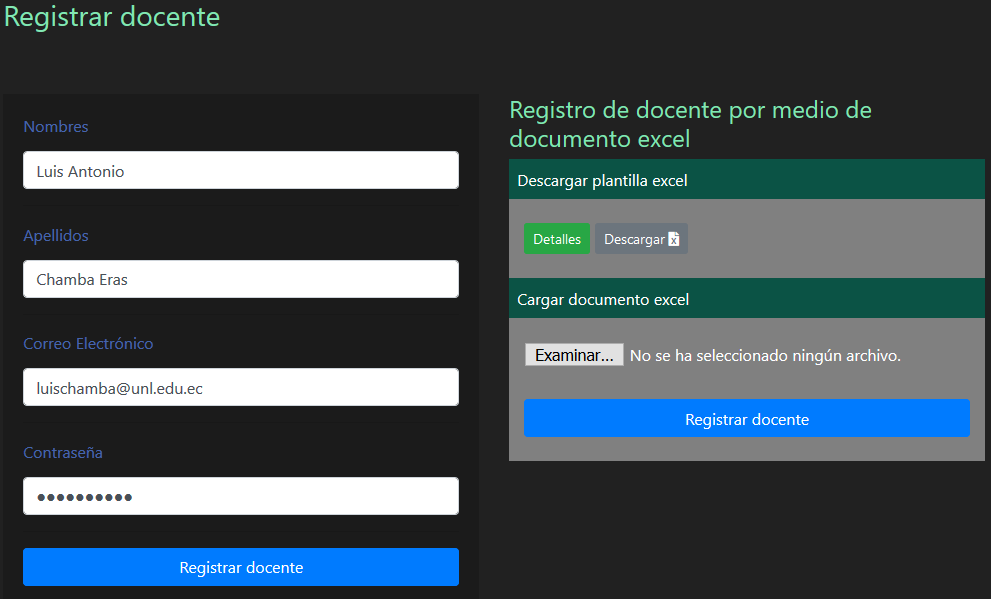 Registrar docente
Nombres
Luis Antonio
Apellidos
Chamba Eras
Correo Electrónico
luischamba@unl.edu.ec
Contraseña
●●●●●●●●●●
Registrar docente
Registro de docente por medio de
documento excel
Descargar plantilla excel
Detalles Descargar
Cargar documento excel
Examinar... No se ha seleccionado ningún archivo.
Registrar docente